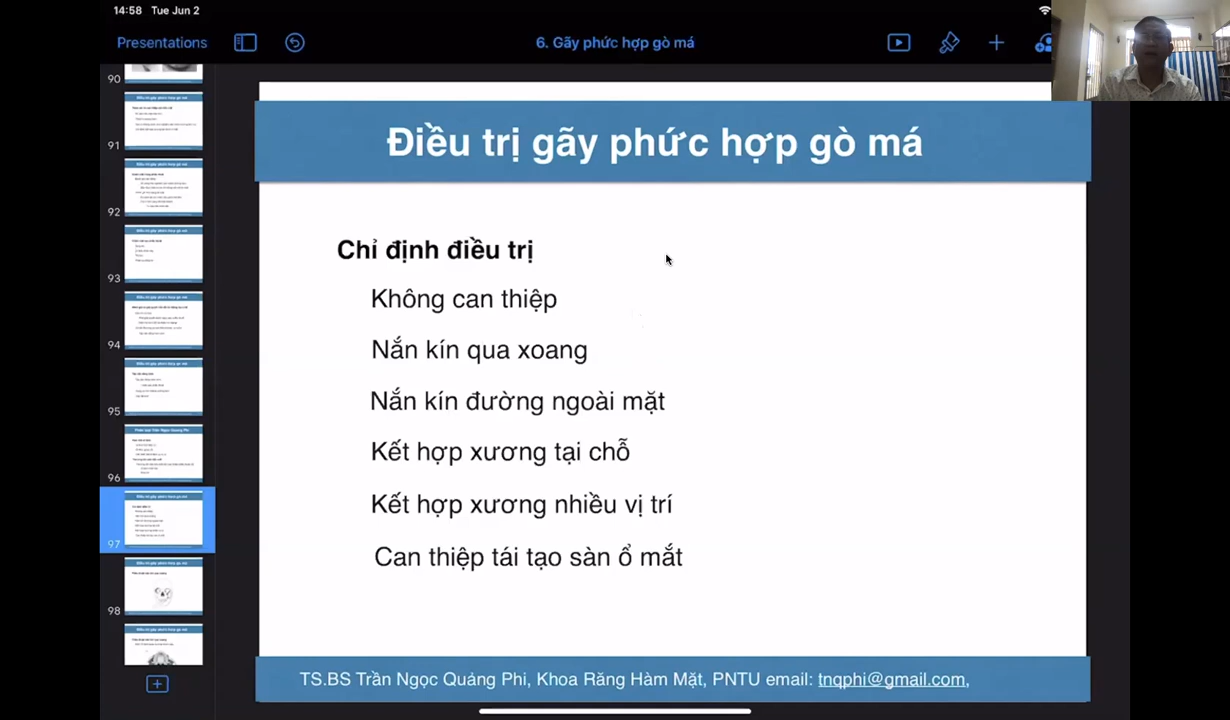 14:58 Tue Jun 2
Presentations
6. Gãy phức hợp gò má
90
91
92
93
94
95
96
97
98
Điều trị gãy phức hợp gò má
Chỉ định điều trị
Không can thiệp
Nắn kín qua xoang
Nắn kín đường ngoài mặt
Kết hợp xương tại chỗ
Kết hợp xương nhiều vị trí
Can thiệp tái tạo sàn ổ mắt
TS.BS Trần Ngọc Quảng Phi, Khoa Răng Hàm Mặt, PNTU email: tnqphi@gmail.com,